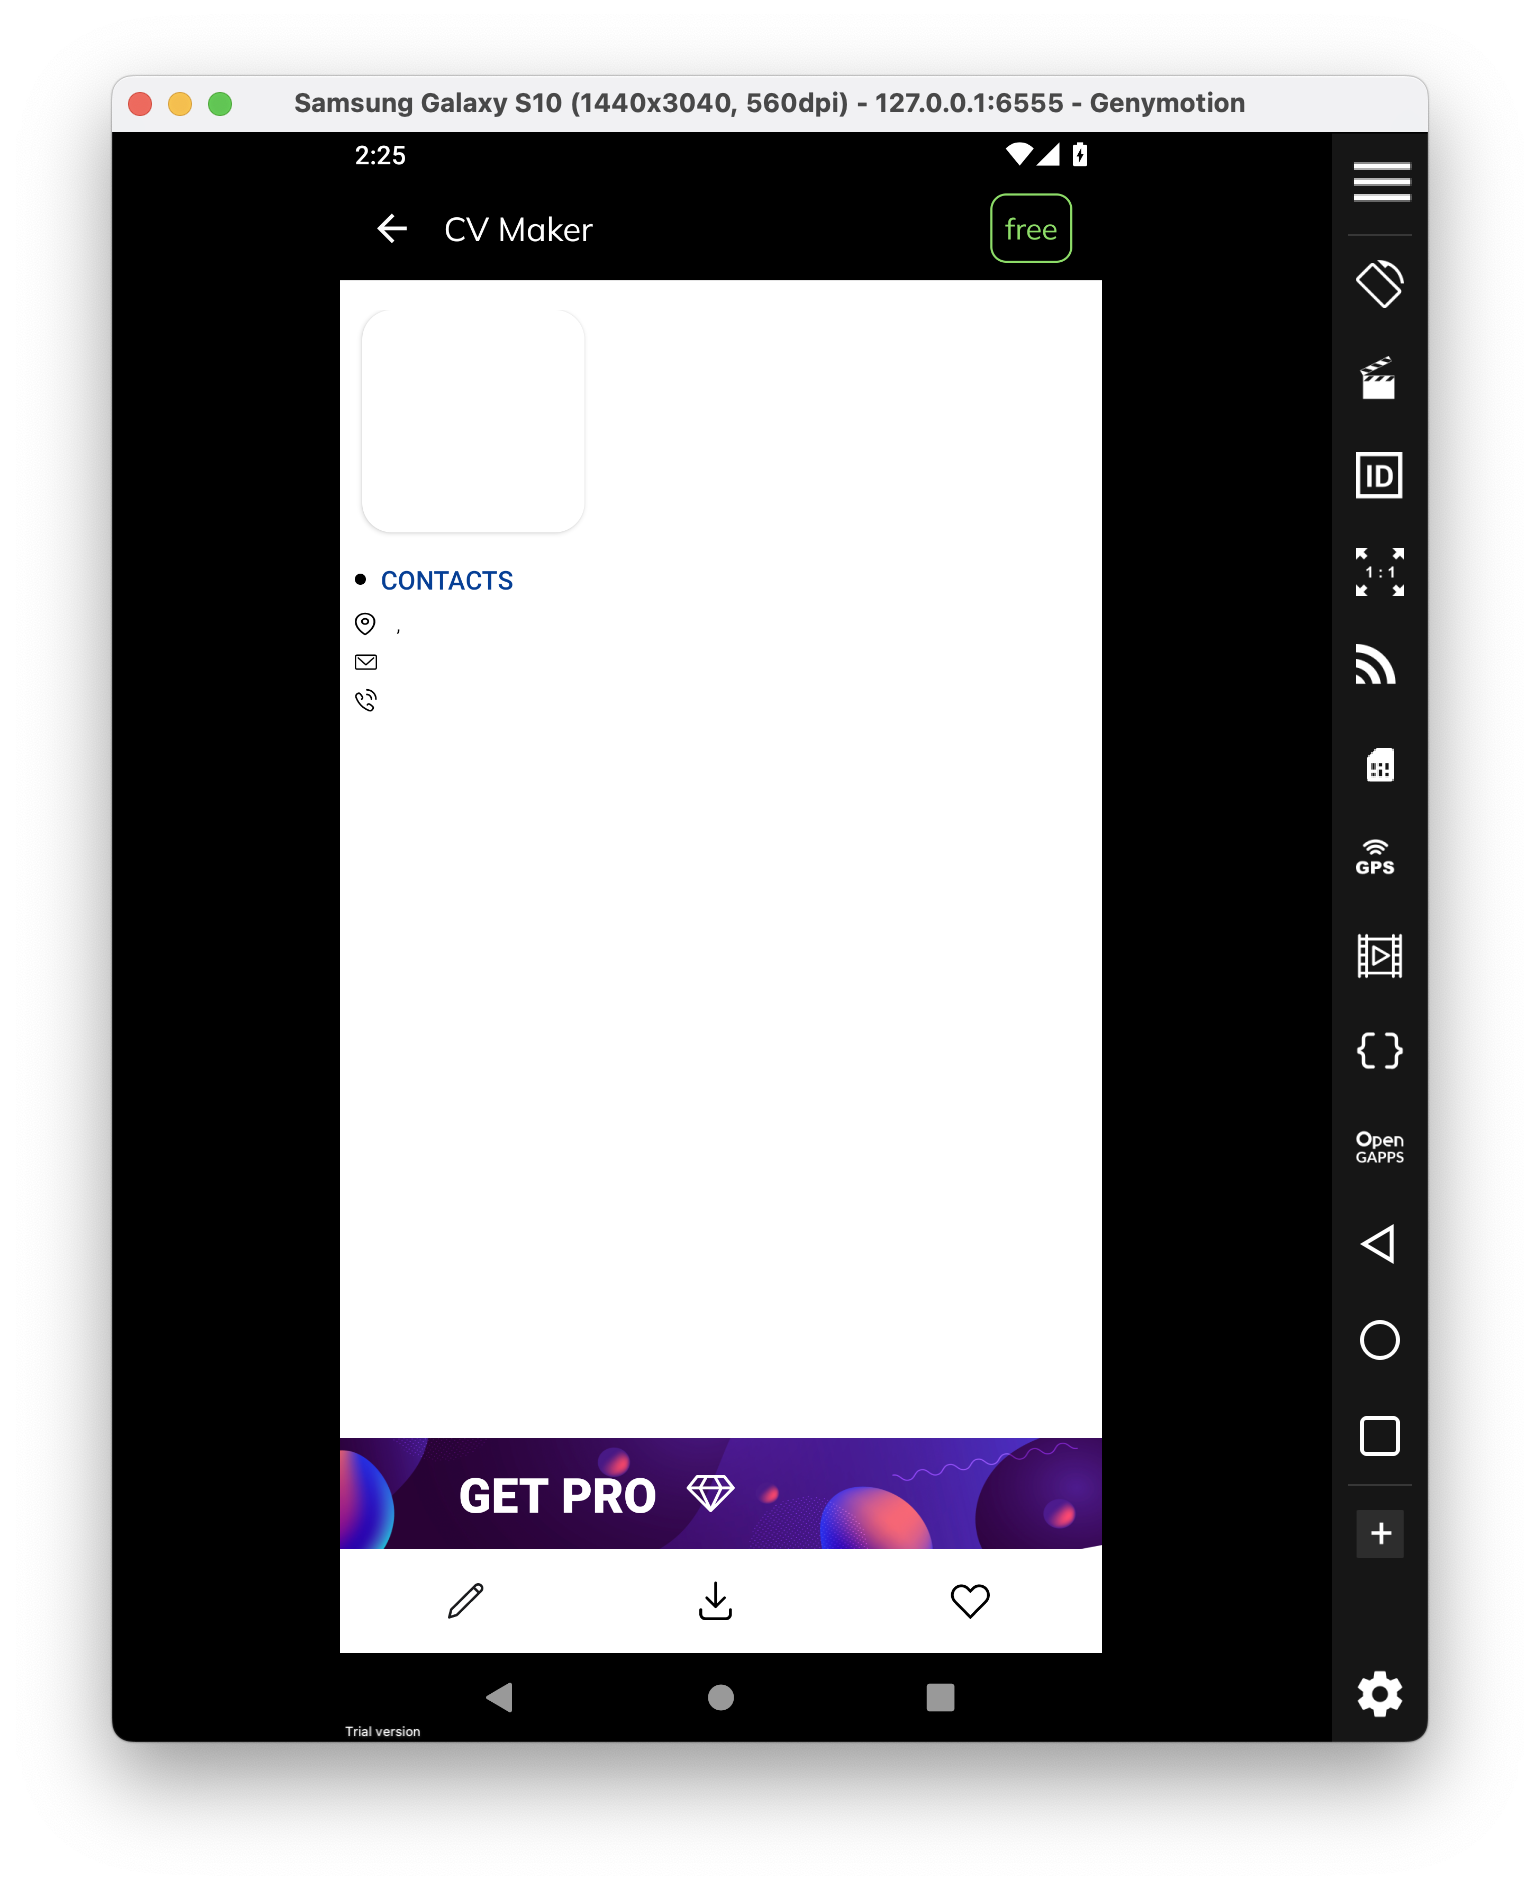 Samsung Galaxy S10 (1440x3040, 560dpi) - 127.0.0.1:6555 - Genymotion
2:25
CV Maker
free
ID
1 : 1
CONTACTS
,
GPS
Open
GAPPS
GET PRO
Trial version